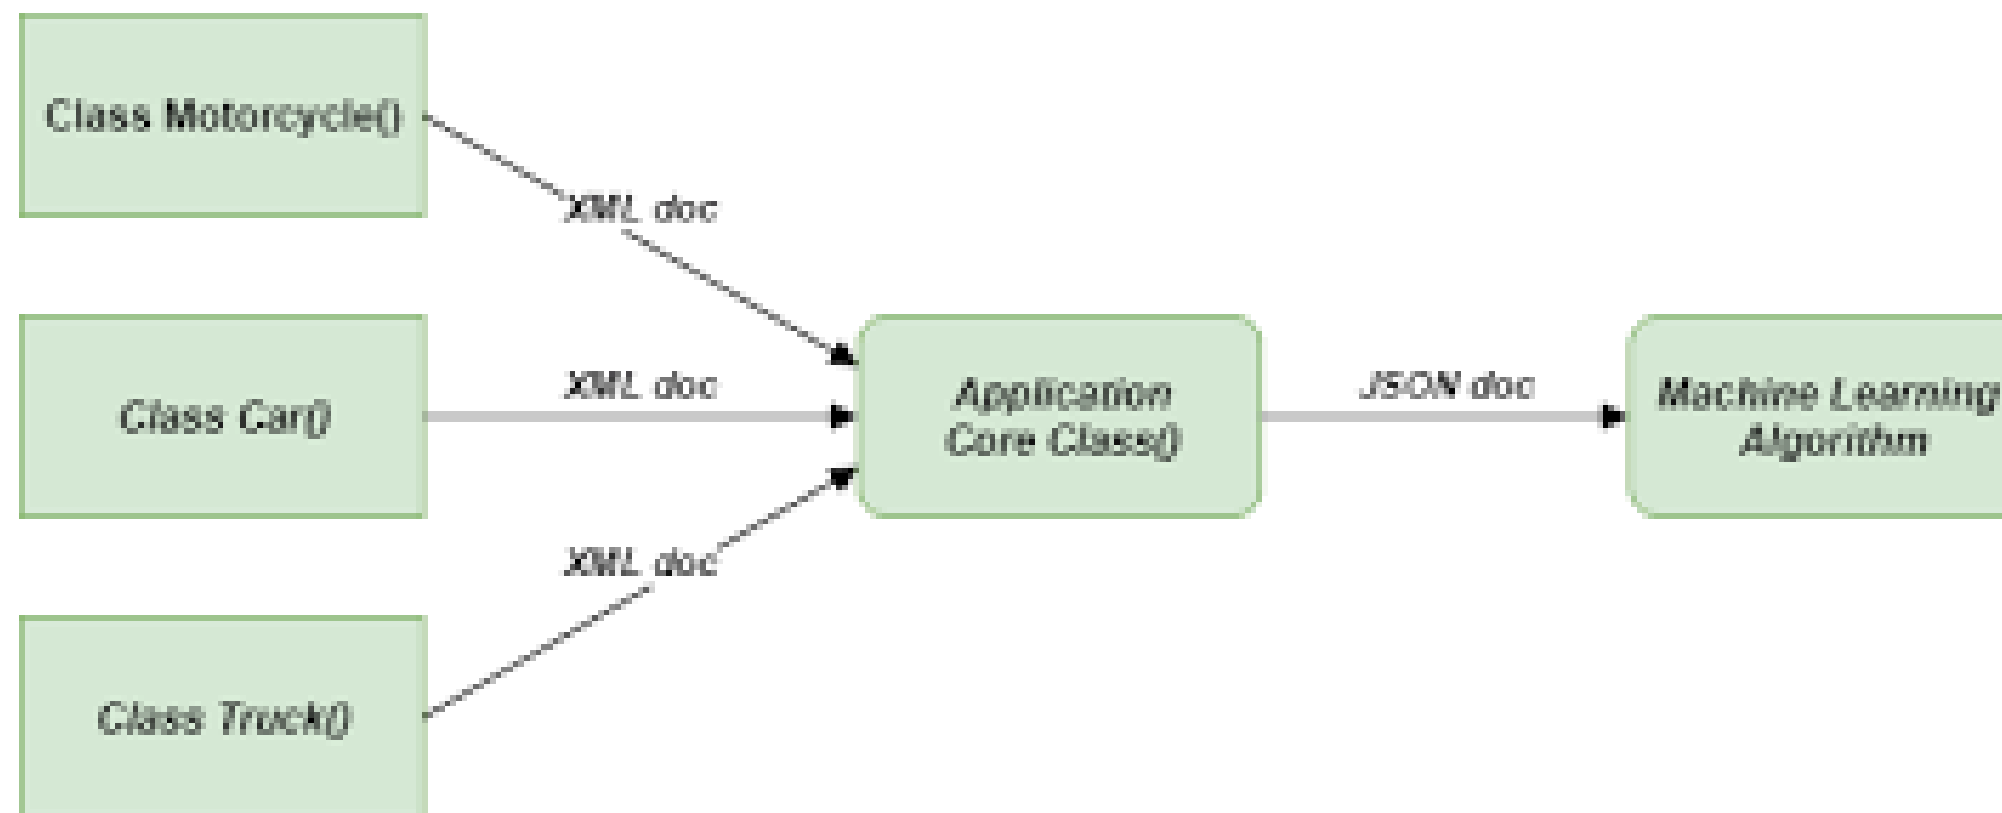 Class Motorcycle()
XML doc
Class Car()
XML doc
Application
Core Class()
JSON doc
Machine Learning
Algorithm
XML doc
Class Truck()